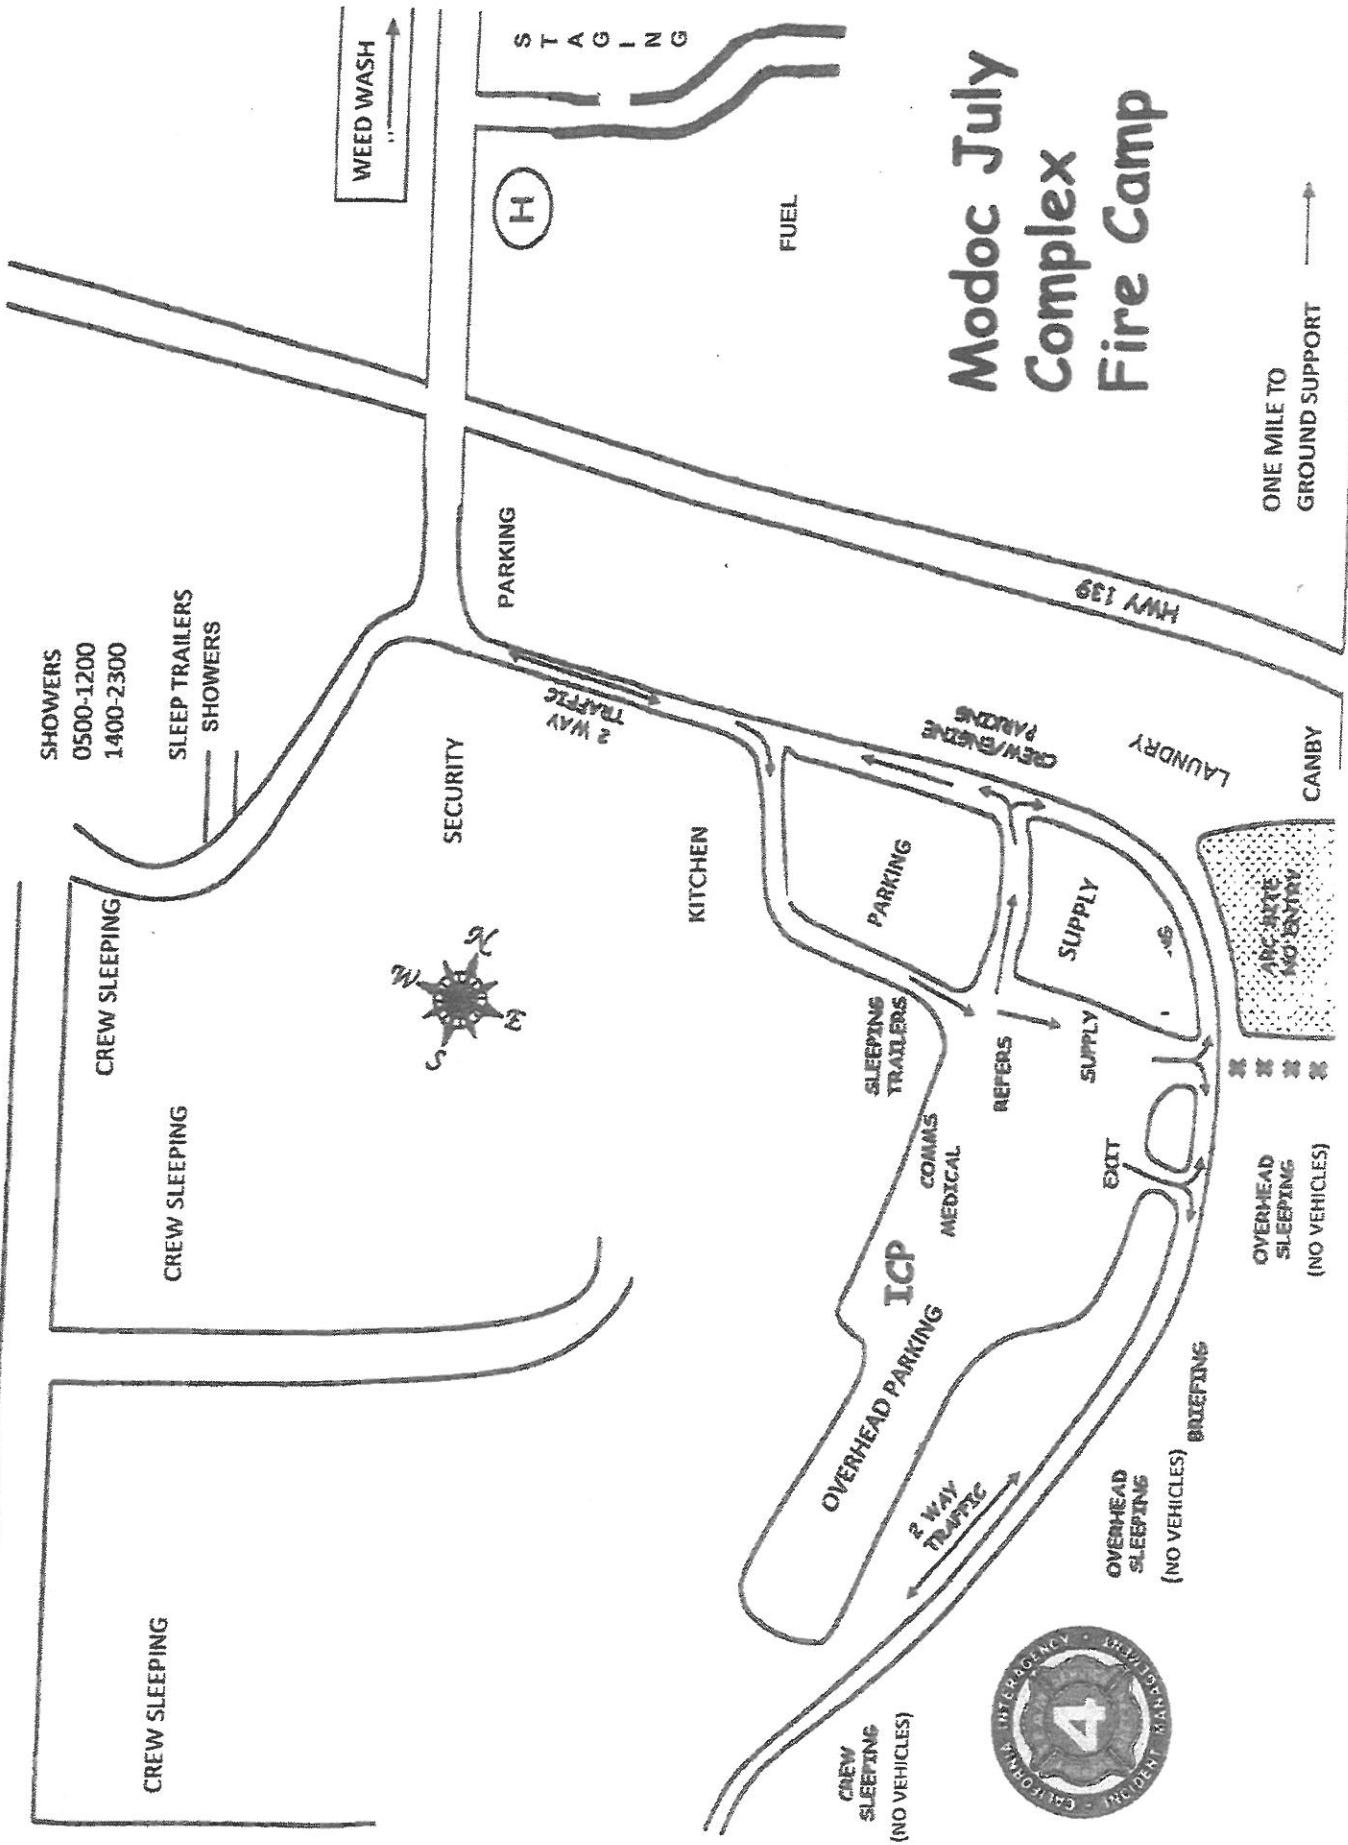 SHOWERS
0500-1200
1400-2300
SLEEP TRAILERS
SHOWERS
CREW SLEEPING
CREW SLEEPING
CREW SLEEPING
WEED WASH
STAGING
H
PARKING
SECURITY
W
N
S
E
2 WAY
TRAFFIC
KITCHEN
FUEL
Modoc July
Complex
Fire Camp
PARKING
CREW/ENGINE
PARKING
SLEEPING
TRAILERS
COMMS
MEDICAL
ICP
OVERHEAD PARKING
2 WAY
TRAFFIC
CREW
SLEEPING
(NO VEHICLES)
REFERS
SUPPLY
SUPPLY
EXIT
HWY 139
LAUNDRY
OVERHEAD
SLEEPING
(NO VEHICLES)
BRIEFING
OVERHEAD
SLEEPING
(NO VEHICLES)
ARC SITE
NO ENTRY
CANBY
ONE MILE TO
GROUND SUPPORT
CALIFORNIA INTERAGENCY
INCIDENT MANAGEMENT
4